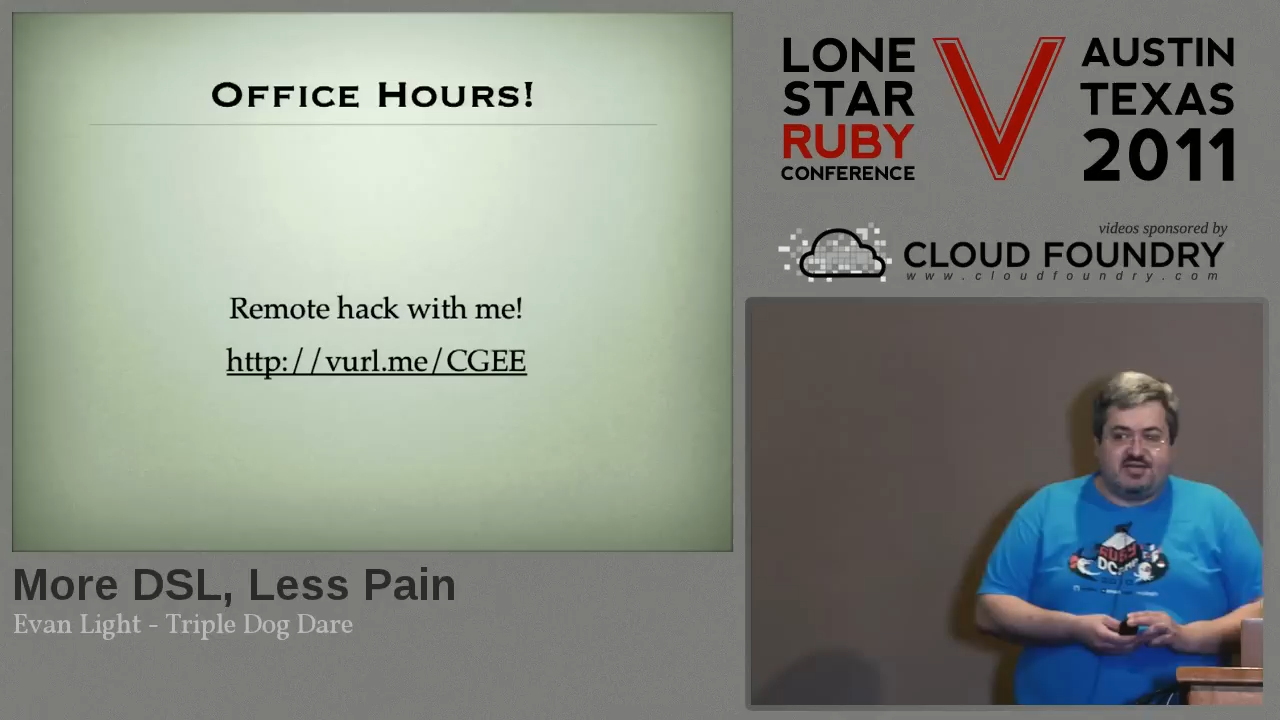 OFFICE HOURS!
Remote hack with me!
http://vurl.me/CGEE
More DSL, Less Pain
Evan Light - Triple Dog Dare
LONE
STAR
RUBY
CONFERENCE
V
AUSTIN
TEXAS
2011
videos sponsored by
CLOUD FOUNDRY
www.cloudfoundry.com
RUBY